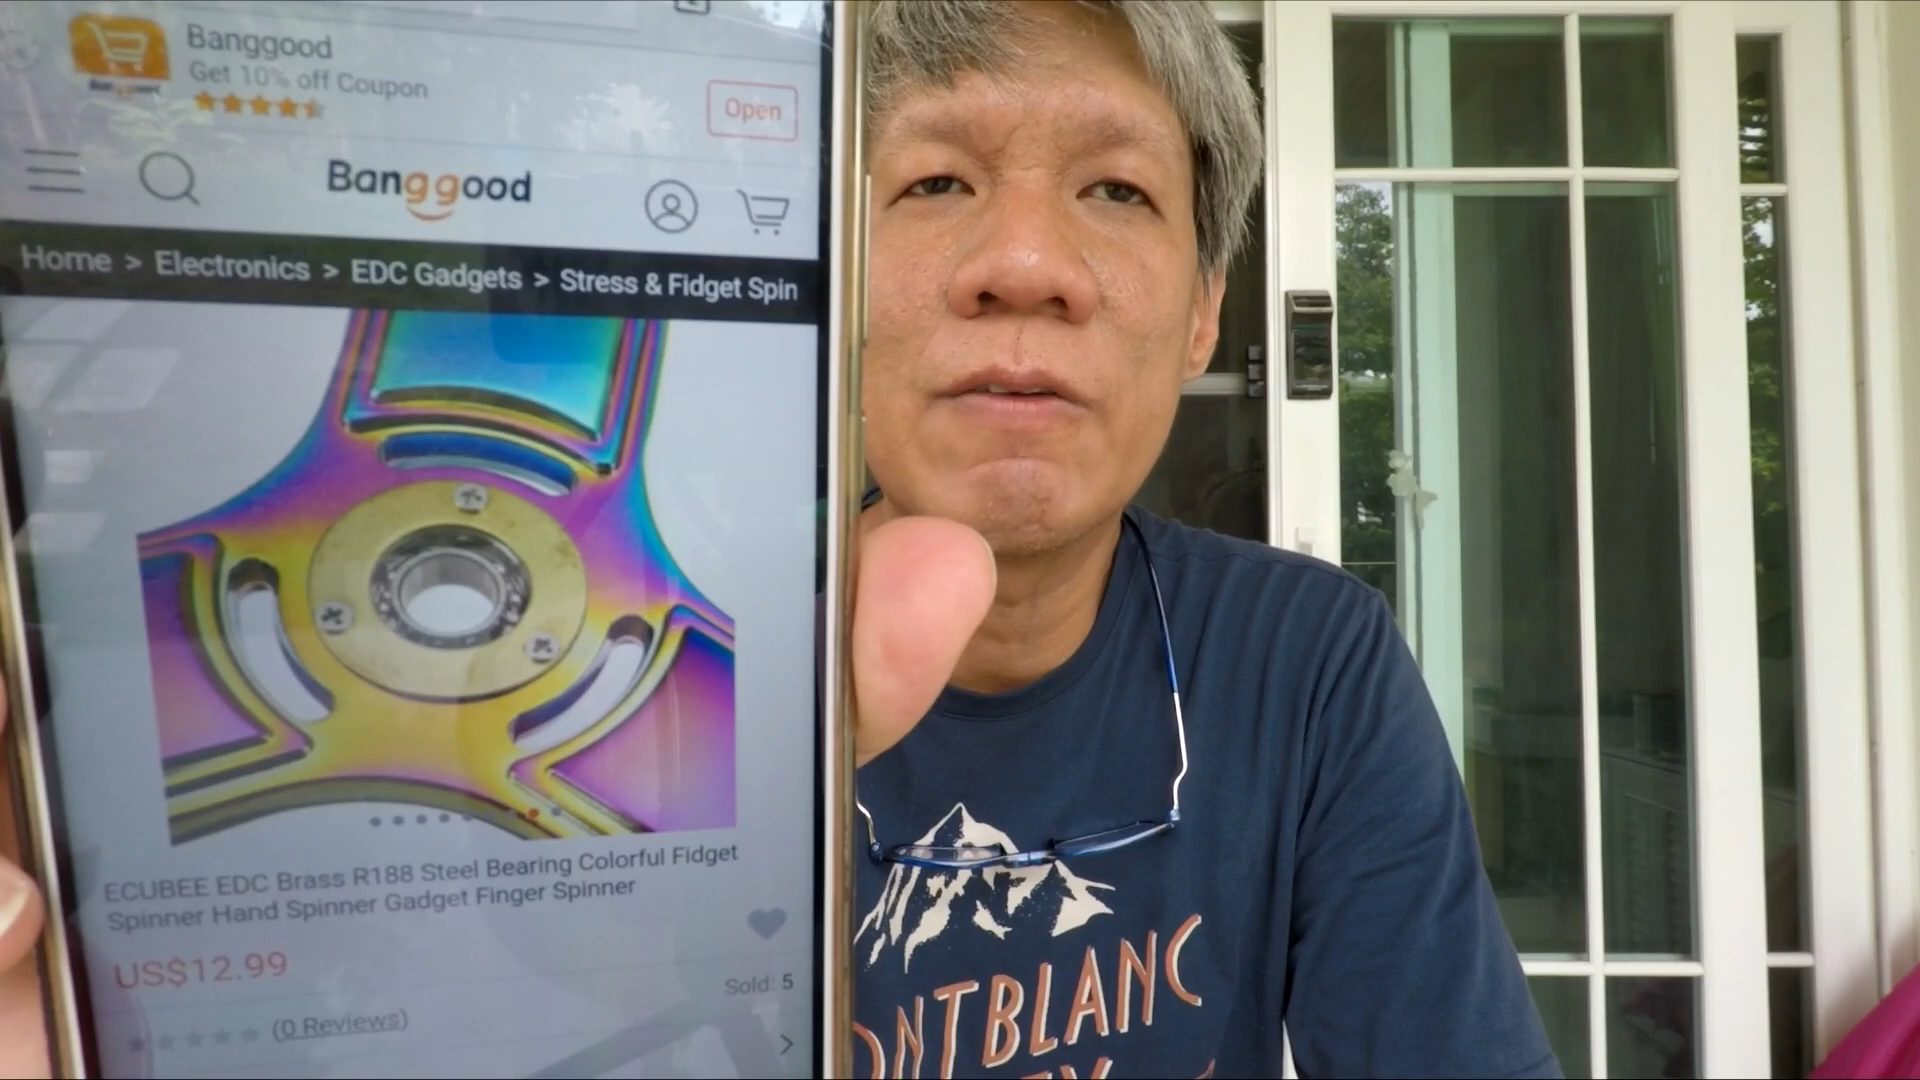 Banggood
Get 10% off Coupon
Open
Banggood
Home > Electronics > EDC Gadgets > Stress & Fidget Spin
ECUBEE EDC Brass R188 Steel Bearing Colorful Fidget
Spinner Hand Spinner Gadget Finger Spinner
US$12.99
Sold: 5
(0 Reviews)
ONTBLANC